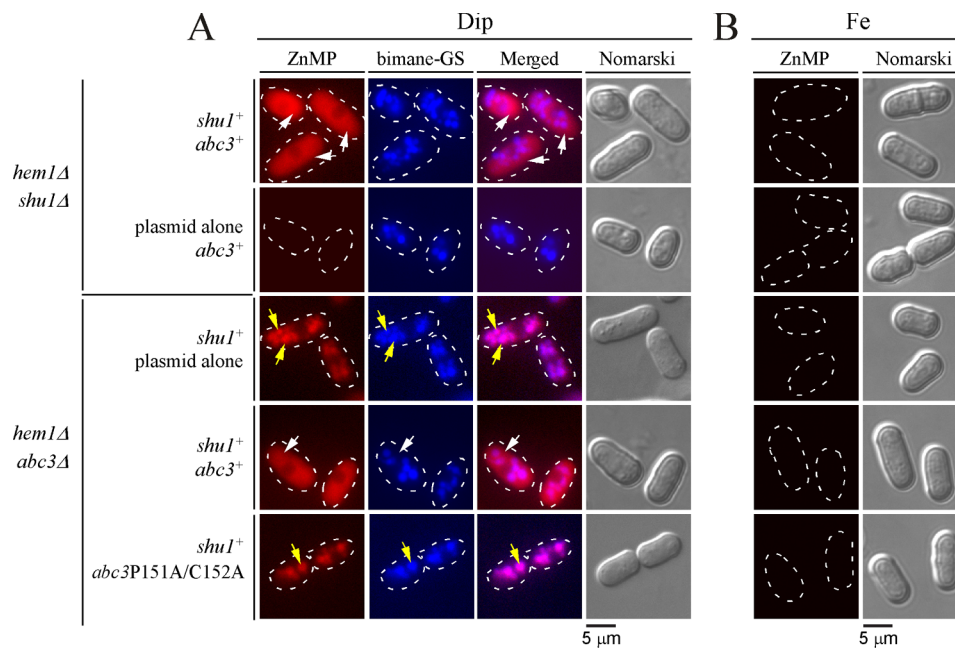 A
Dip
B
Fe
ZnMP
bimane-GS
Merged
Nomarski
ZnMP
Nomarski
hem1Δ
shu1Δ
shu1⁺
abc3⁺
plasmid alone
abc3⁺
hem1Δ
abc3Δ
shu1⁺
plasmid alone
shu1⁺
abc3⁺
shu1⁺
abc3P151A/C152A
5 µm
5 µm